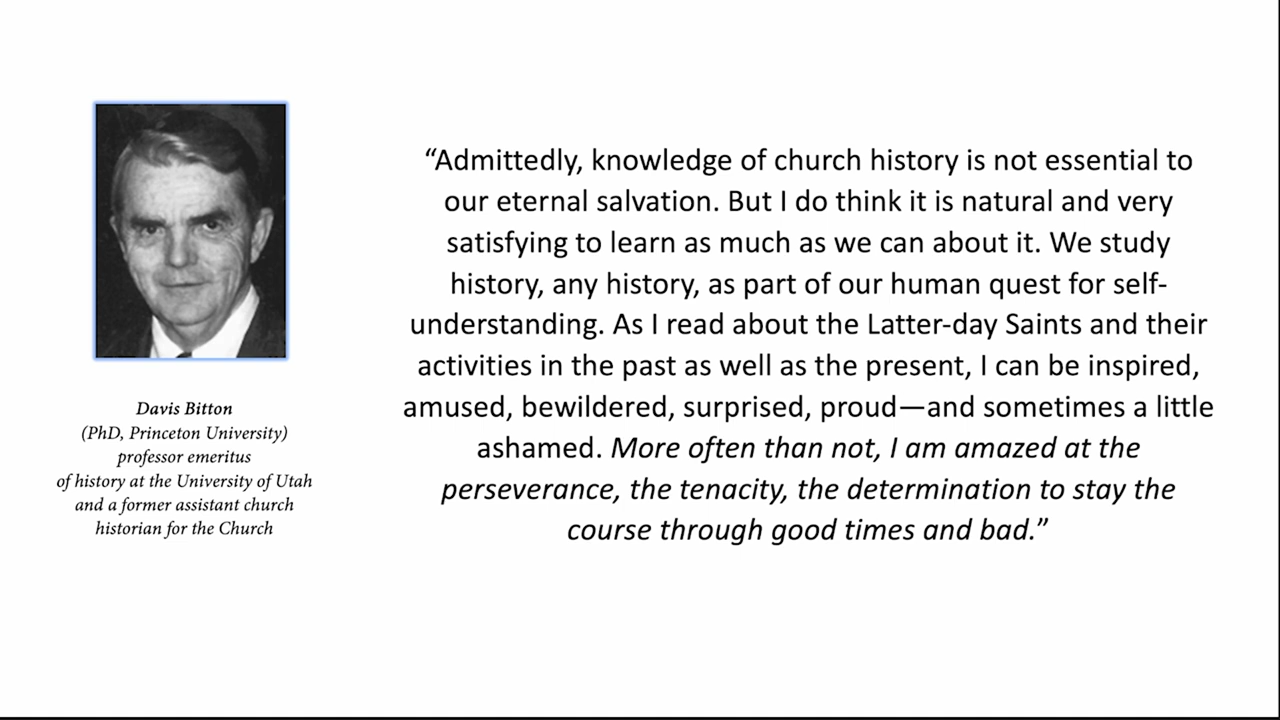 Davis Bitton
(PhD, Princeton University)
professor emeritus
of history at the University of Utah
and a former assistant church
historian for the Church
“Admittedly, knowledge of church history is not essential to
our eternal salvation. But I do think it is natural and very
satisfying to learn as much as we can about it. We study
history, any history, as part of our human quest for self-
understanding. As I read about the Latter-day Saints and their
activities in the past as well as the present, I can be inspired,
amused, bewildered, surprised, proud—and sometimes a little
ashamed. More often than not, I am amazed at the
perseverance, the tenacity, the determination to stay the
course through good times and bad.”